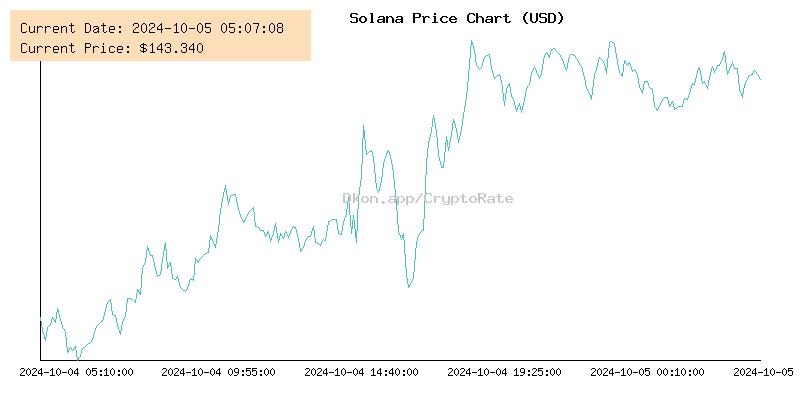 Solana Price Chart (USD)
Current Date: 2024-10-05 05:07:08
Current Price: $143.340
Dkon.app/CryptoRate
2024-10-04 05:10:00 2024-10-04 09:55:00 2024-10-04 14:40:00 2024-10-04 19:25:00 2024-10-05 00:10:00 2024-10-05